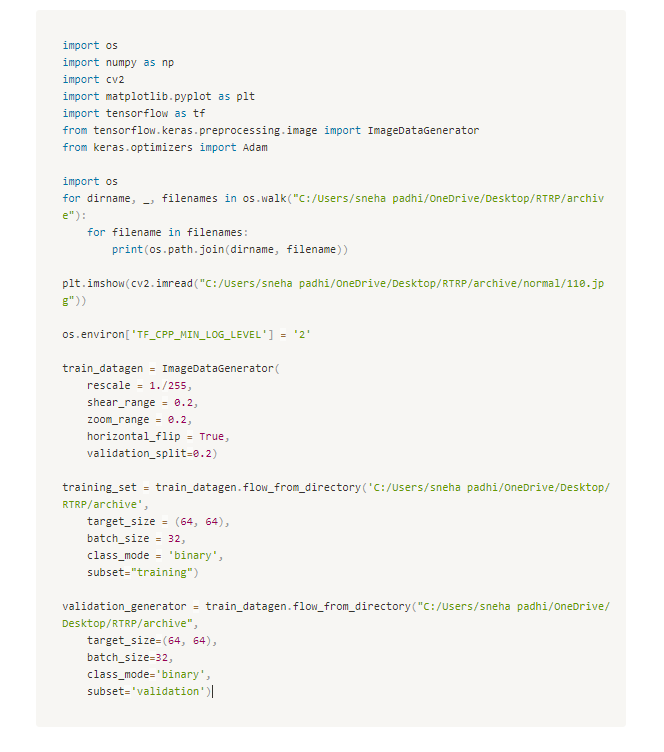 import os
import numpy as np
import cv2
import matplotlib.pyplot as plt
import tensorflow as tf
from tensorflow.keras.preprocessing.image import ImageDataGenerator
from keras.optimizers import Adam

import os
for dirname, _, filenames in os.walk("C:/Users/sneha padhi/OneDrive/Desktop/RTRP/archiv
e"):
    for filename in filenames:
        print(os.path.join(dirname, filename))

plt.imshow(cv2.imread("C:/Users/sneha padhi/OneDrive/Desktop/RTRP/archive/normal/110.jp
g"))

os.environ['TF_CPP_MIN_LOG_LEVEL'] = '2'

train_datagen = ImageDataGenerator(
    rescale = 1./255,
    shear_range = 0.2,
    zoom_range = 0.2,
    horizontal_flip = True,
    validation_split=0.2)

training_set = train_datagen.flow_from_directory('C:/Users/sneha padhi/OneDrive/Desktop/
RTRP/archive',
    target_size = (64, 64),
    batch_size = 32,
    class_mode = 'binary',
    subset="training")

validation_generator = train_datagen.flow_from_directory("C:/Users/sneha padhi/OneDrive/
Desktop/RTRP/archive",
    target_size=(64, 64),
    batch_size=32,
    class_mode='binary',
    subset='validation')